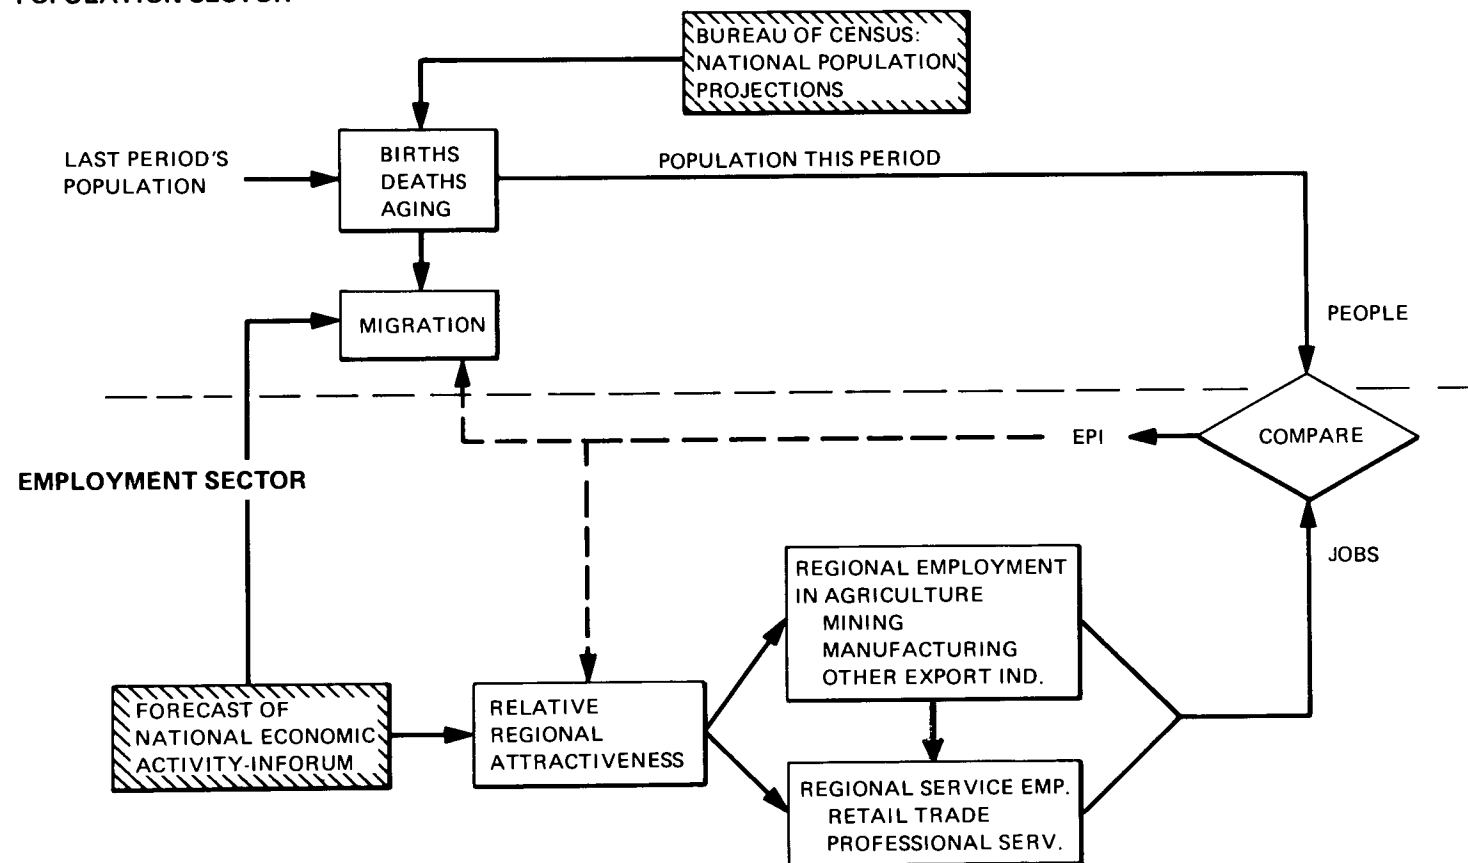 POPULATION SECTOR
BUREAU OF CENSUS:
NATIONAL POPULATION
PROJECTIONS
LAST PERIOD'S
POPULATION
BIRTHS
DEATHS
AGING
POPULATION THIS PERIOD
MIGRATION
PEOPLE
EPI
COMPARE
EMPLOYMENT SECTOR
JOBS
REGIONAL EMPLOYMENT
IN AGRICULTURE
MINING
MANUFACTURING
OTHER EXPORT IND.
FORECAST OF
NATIONAL ECONOMIC
ACTIVITY-INFORUM
RELATIVE
REGIONAL
ATTRACTIVENESS
REGIONAL SERVICE EMP.
RETAIL TRADE
PROFESSIONAL SERV.